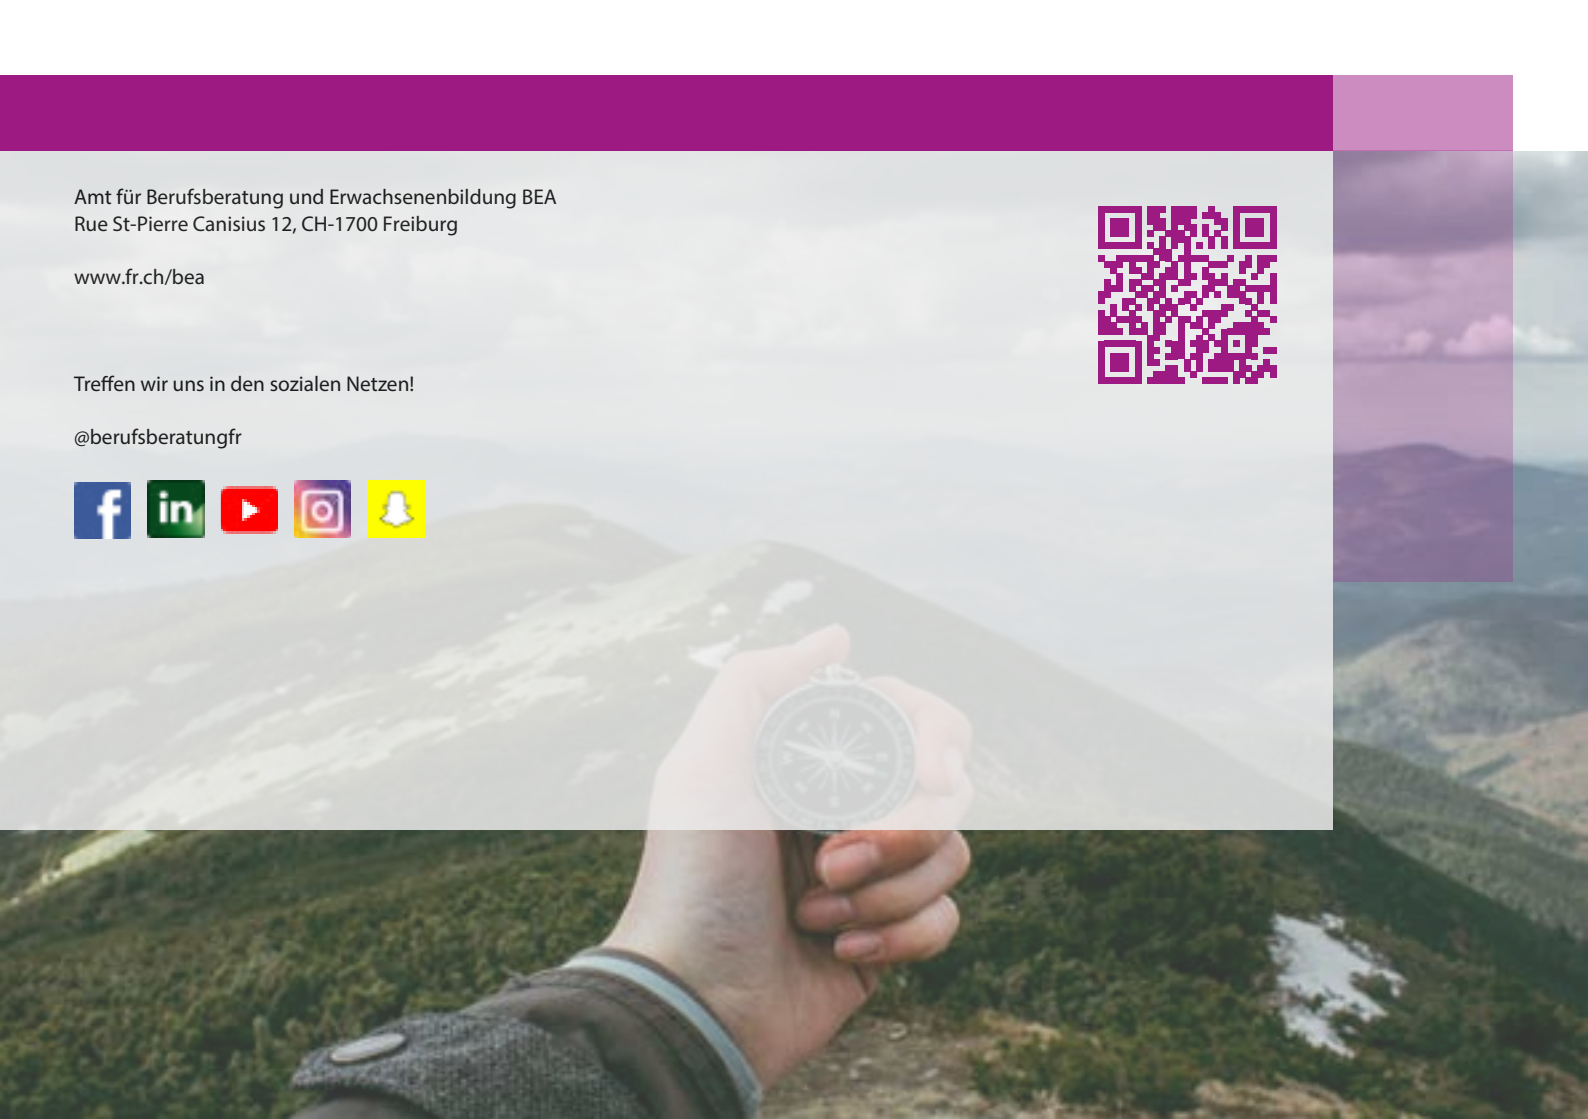 Amt für Berufsberatung und Erwachsenenbildung BEA
Rue St-Pierre Canisius 12, CH-1700 Freiburg
www.fr.ch/bea
Treffen wir uns in den sozialen Netzen!
@berufsberatungfr
f in